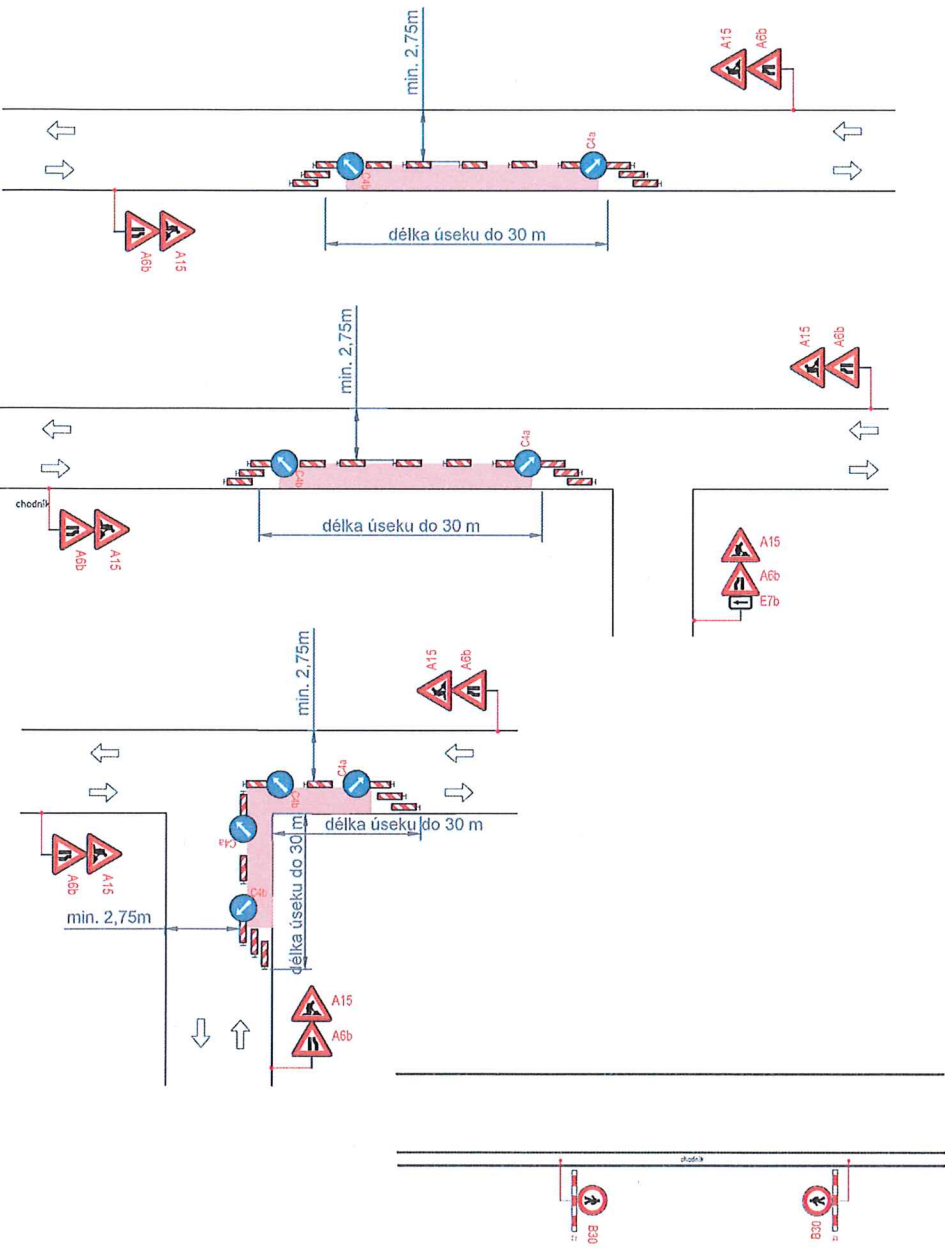 min. 2,75m
A15
A6b
C4a
C4b
délka úseku do 30 m
A6b
A15
min. 2,75m
A15
A6b
C4a
C4b
chodník
délka úseku do 30 m
A6b
A15
A15
A6b
E7b
min. 2,75m
A15
A6b
C4a
C4b
délka úseku do 30 m
C4a
C4b
délka úseku do 30 m
A6b
A15
min. 2,75m
A15
A6b
chodník
B30
B30